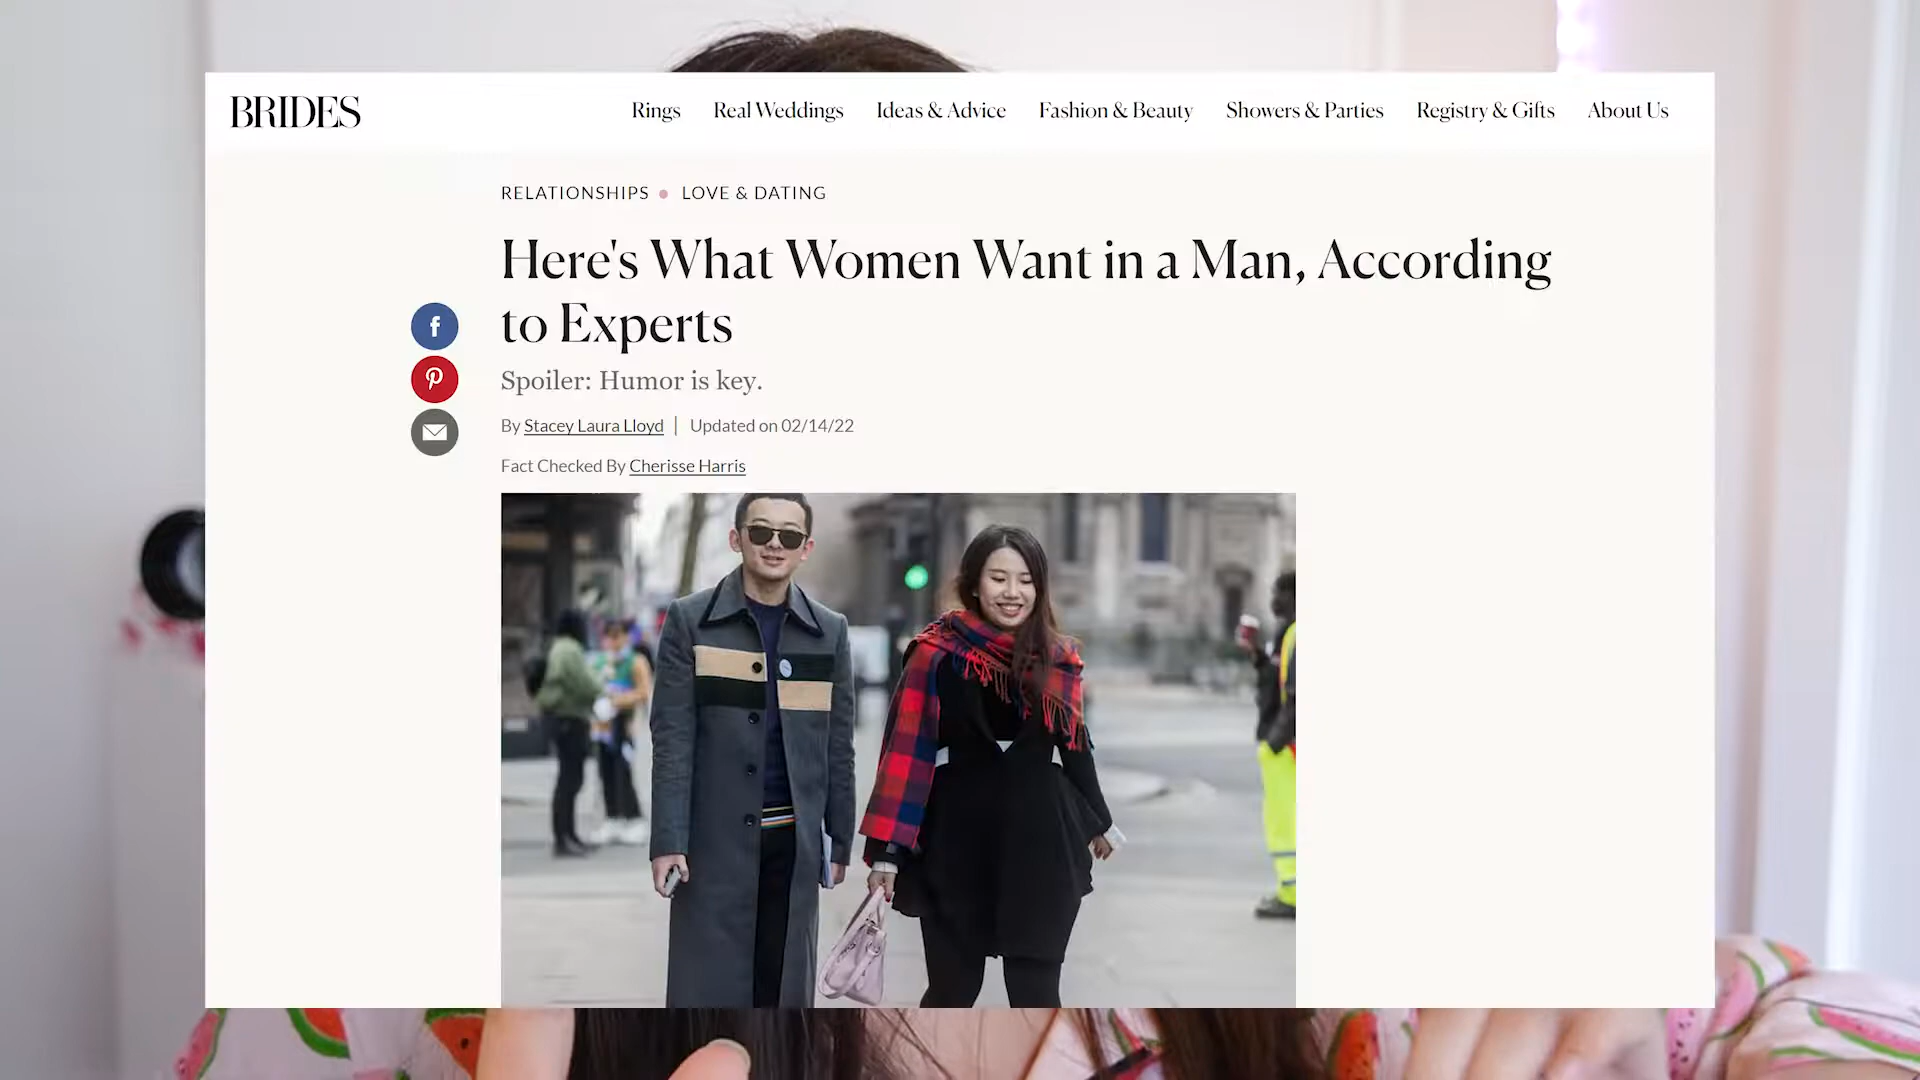 BRIDES
Rings Real Weddings Ideas & Advice Fashion & Beauty Showers & Parties Registry & Gifts About Us
RELATIONSHIPS • LOVE & DATING
Here's What Women Want in a Man, According
to Experts
Spoiler: Humor is key.
By Stacey Laura Lloyd | Updated on 02/14/22
Fact Checked By Cherisse Harris